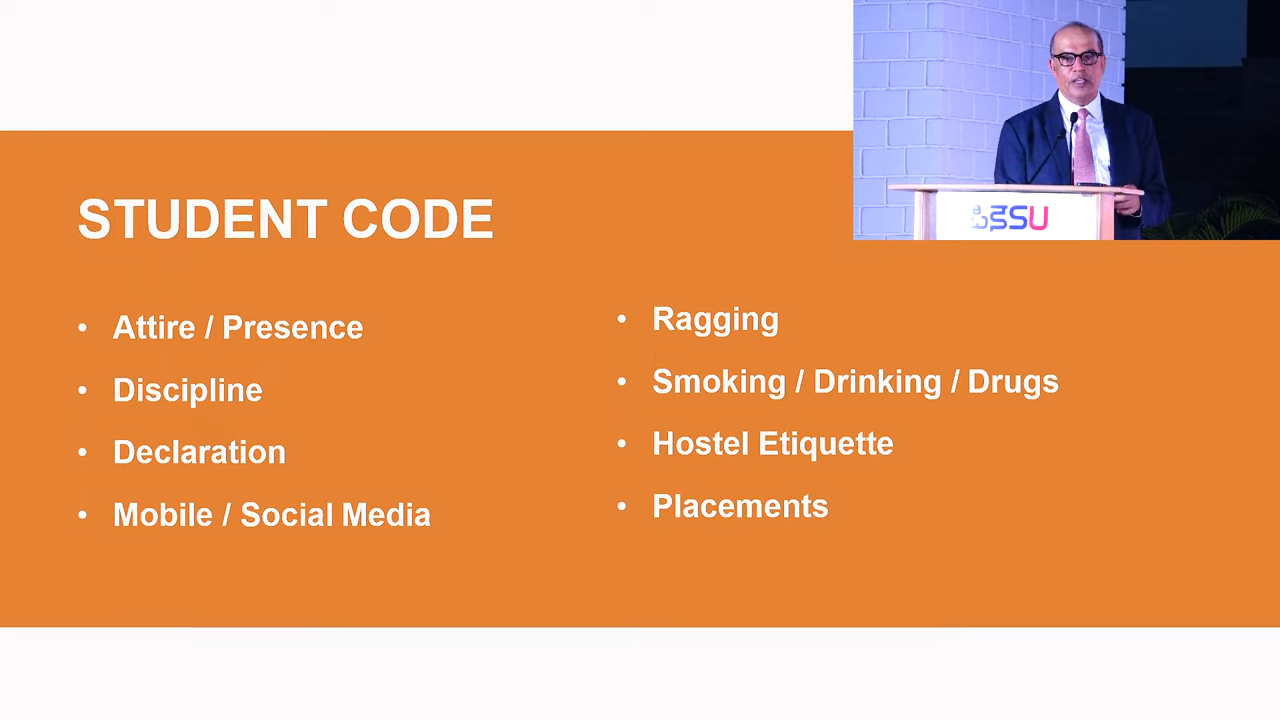 STUDENT CODE
• Attire / Presence
• Discipline
• Declaration
• Mobile / Social Media
• Ragging
• Smoking / Drinking / Drugs
• Hostel Etiquette
• Placements